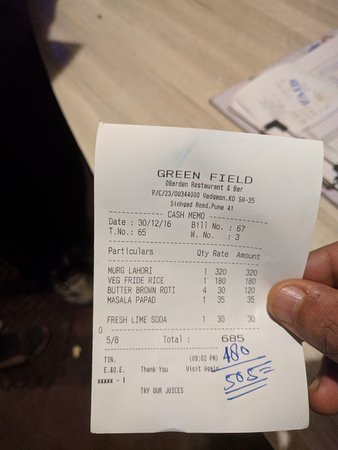 GREEN FIELD
OGarden Restaurant & Bar
P/C/23/00344000 Vadgaon,KD SN-35
Sinhgad Road,Pune 41
CASH MEMO
Date : 30/12/16 Bill No. : 67
T.No.: 65 W. No. : 3
Particulars Qty Rate Amount
MURG LAHORI 1 320 320
VEG FRIDE RICE 1 180 180
BUTTER BROWN ROTI 4 30 120
MASALA PAPAD 1 35 35
FRESH LIME SODA 1 30 30
0
5/8 Total : 685
480
TIN. (09:02 PM)
E.&O.E. Thank You Visit Again
505=
xxxxx - 1
TRY OUR JUICES